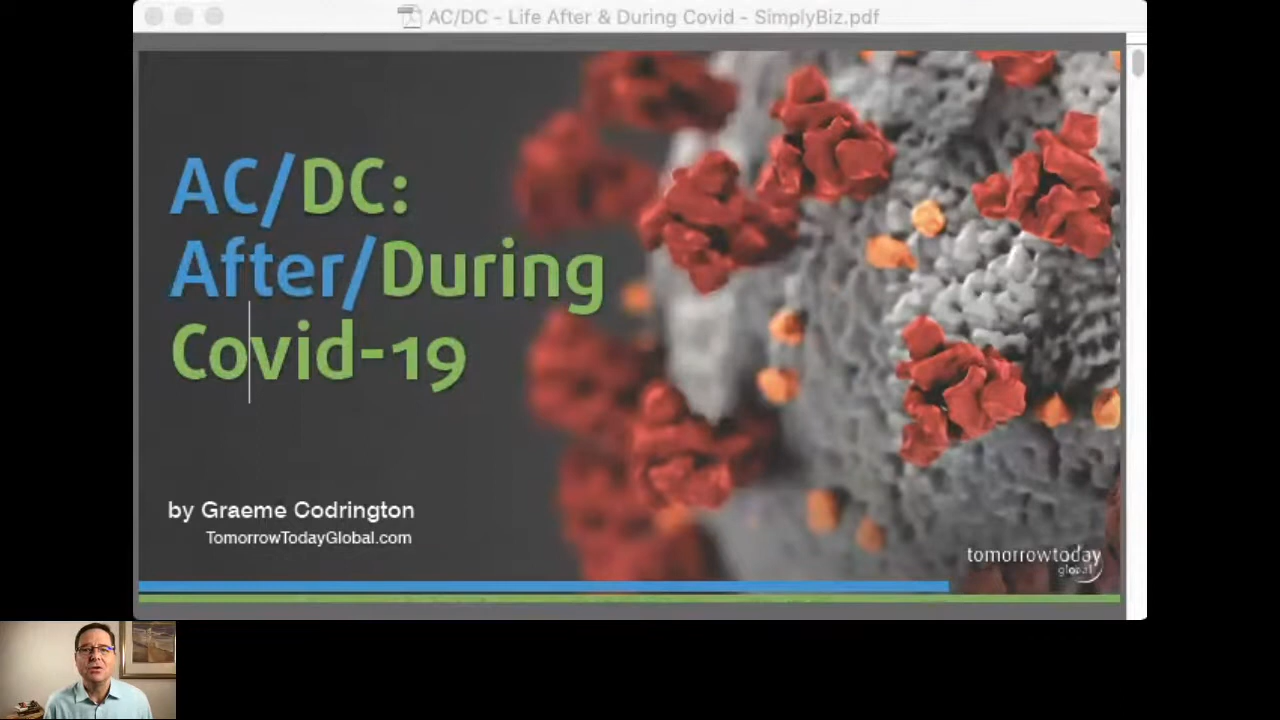 AC/DC - Life After & During Covid - SimplyBiz.pdf
AC/DC:
After/During
Covid-19
by Graeme Codrington
TomorrowTodayGlobal.com
tomorrowtoday
global